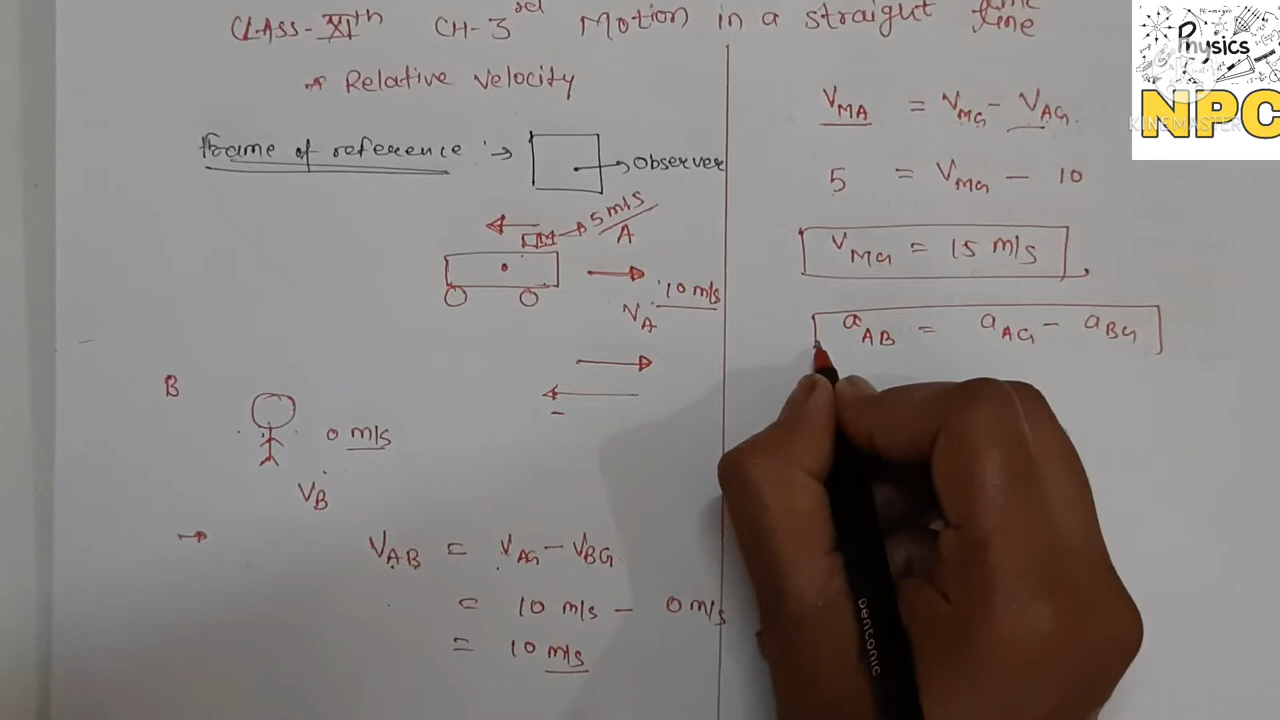 CLASS-XIth CH-3rd Motion in a straight line
* Relative velocity
frame of reference :→ Observer
5 m/s
A
10 m/s
VA
B
0 m/s
VB
→ VAB = VAG - VBG
= 10 m/s - 0 m/s
= 10 m/s
VMA = VMG - VAG
5 = VMG - 10
VMG = 15 m/s
aAB = aAG - aBG
Physics
NPC
KINEMASTER
pentonic